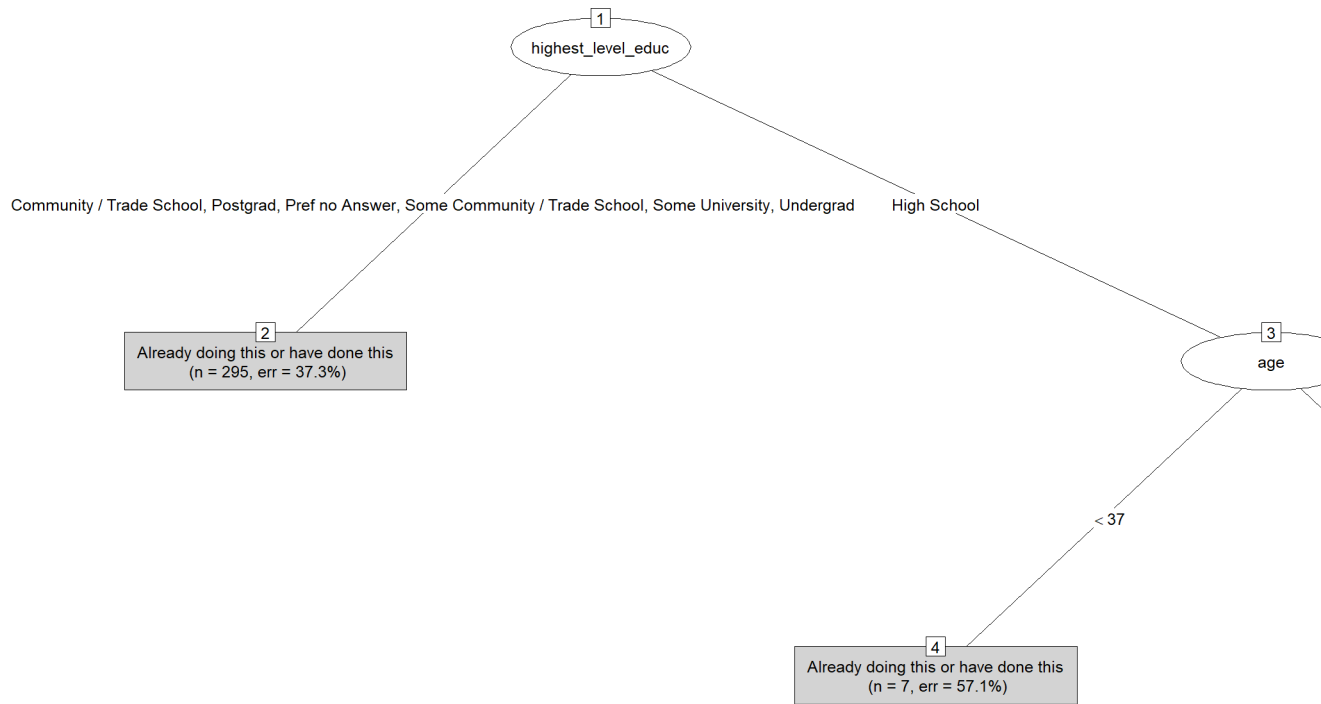 1
highest_level_educ
Community / Trade School, Postgrad, Pref no Answer, Some Community / Trade School, Some University, Undergrad
High School
2
Already doing this or have done this
(n = 295, err = 37.3%)
3
age
< 37
4
Already doing this or have done this
(n = 7, err = 57.1%)